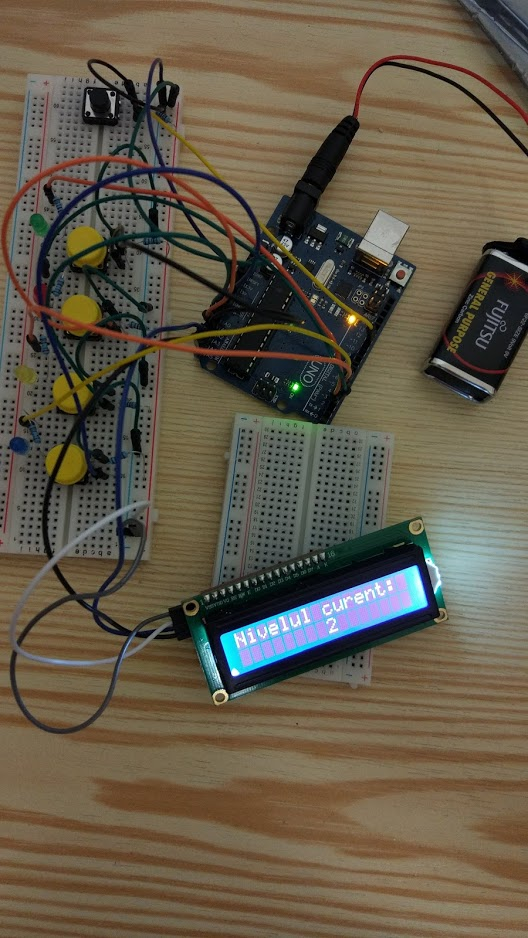 Nivelul curent:
2
FUJITSU
GENERAL PURPOSE
UNO